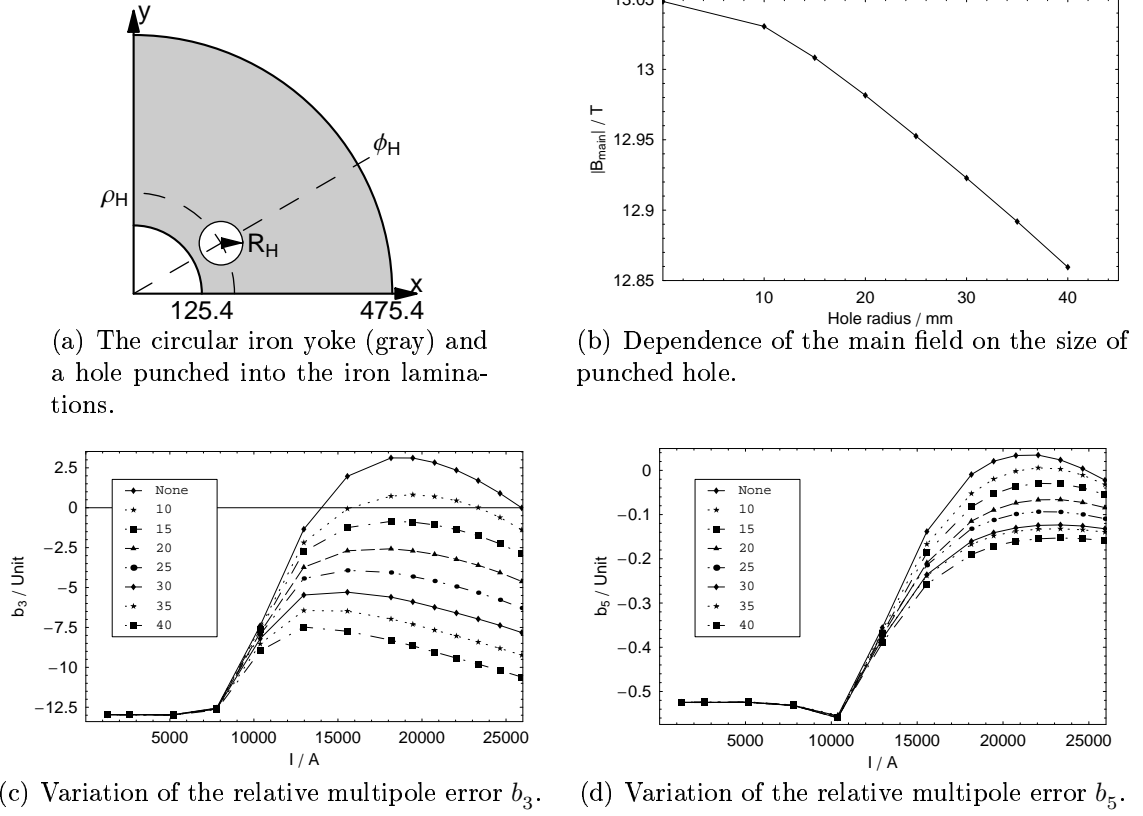 y
ϕH
ρH
RH
x
125.4
475.4
(a) The circular iron yoke (gray) and
a hole punched into the iron lamina-
tions.
13.05
13
12.95
12.9
12.85
|Bmain| / T
10 20 30 40
Hole radius / mm
(b) Dependence of the main field on the size of
punched hole.
2.5
0
−2.5
−5
−7.5
−10
−12.5
b3 / Unit
None
10
15
20
25
30
35
40
5000 10000 15000 20000 25000
I / A
(c) Variation of the relative multipole error b3.
0
−0.1
−0.2
−0.3
−0.4
−0.5
b5 / Unit
None
10
15
20
25
30
35
40
5000 10000 15000 20000 25000
I / A
(d) Variation of the relative multipole error b5.